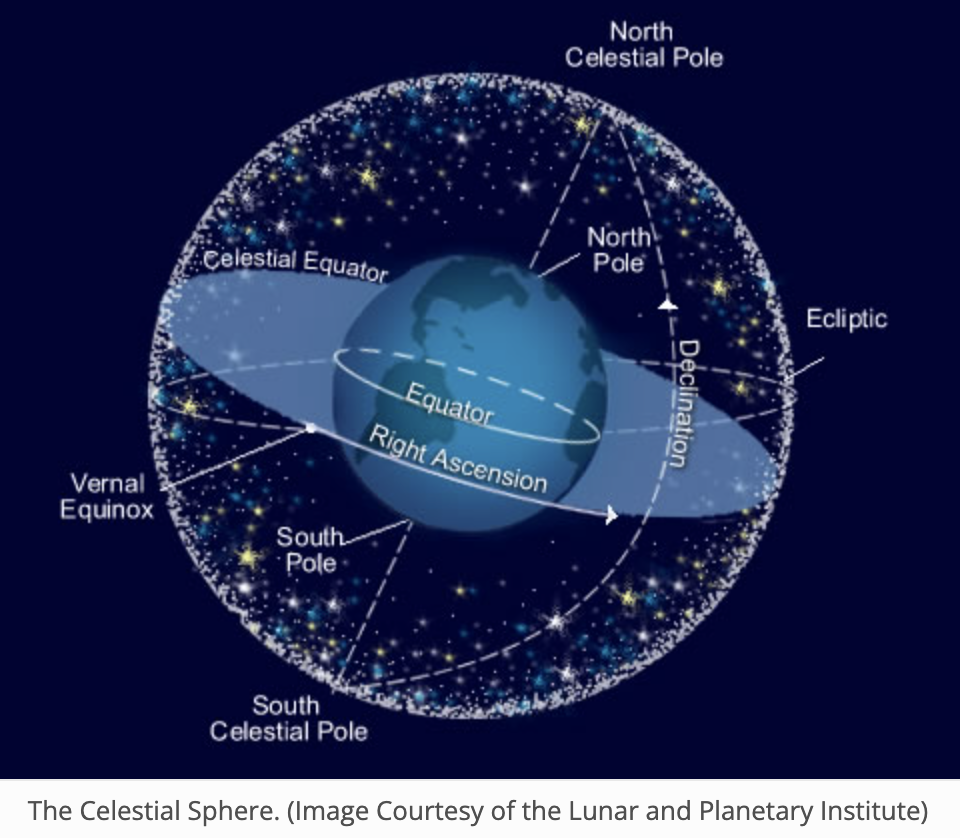 North
Celestial Pole
North
Pole
Celestial Equator
Ecliptic
Declination
Equator
Right Ascension
Vernal
Equinox
South
Pole
South
Celestial Pole
The Celestial Sphere. (Image Courtesy of the Lunar and Planetary Institute)